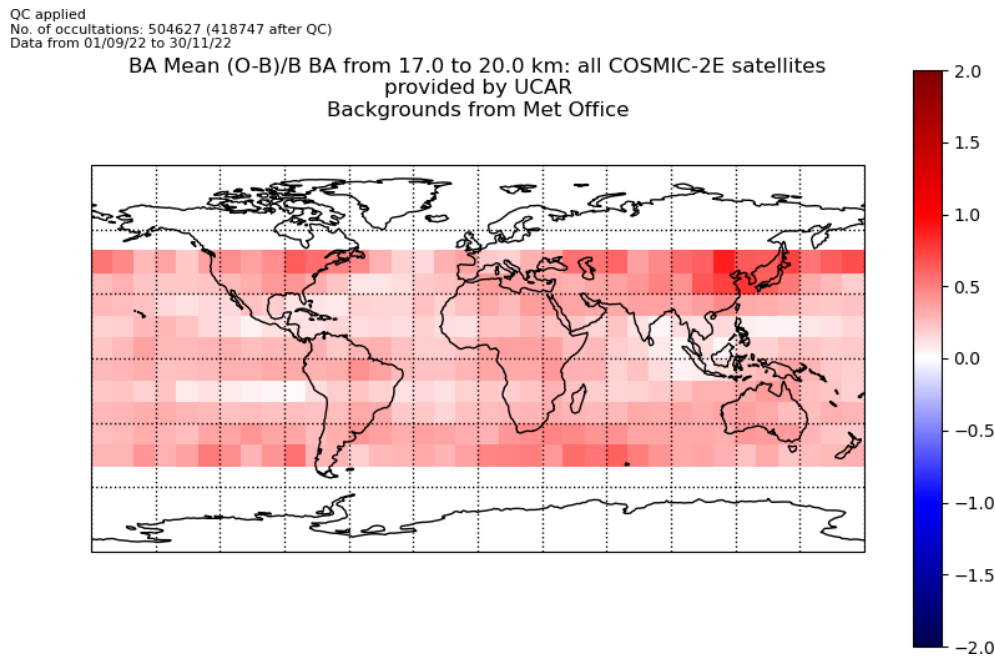 QC applied
No. of occultations: 504627 (418747 after QC)
Data from 01/09/22 to 30/11/22
BA Mean (O-B)/B BA from 17.0 to 20.0 km: all COSMIC-2E satellites
provided by UCAR
Backgrounds from Met Office
2.0
1.5
1.0
0.5
0.0
−0.5
−1.0
−1.5
−2.0